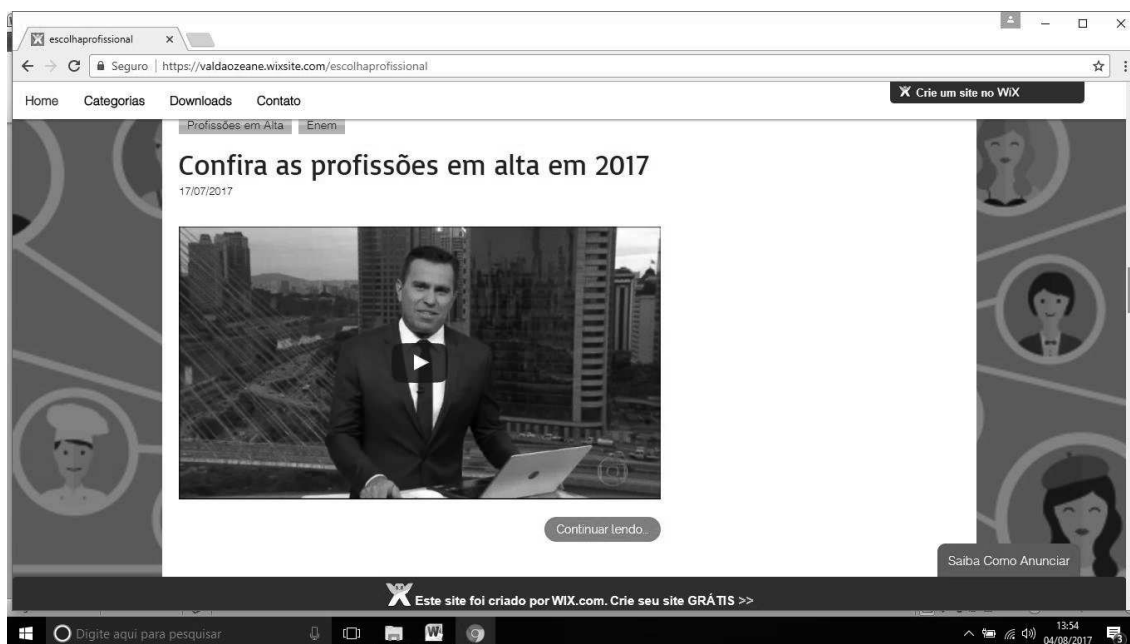 escolhaprofissional
Seguro | https://valdaozeane.wixsite.com/escolhaprofissional
Home Categorias Downloads Contato
Crie um site no WiX
Profissões em Alta Enem
Confira as profissões em alta em 2017
17/07/2017
Continuar lendo...
Saiba Como Anunciar
Este site foi criado por WIX.com. Crie seu site GRÁTIS >>
Digite aqui para pesquisar
13:54
04/08/2017
3